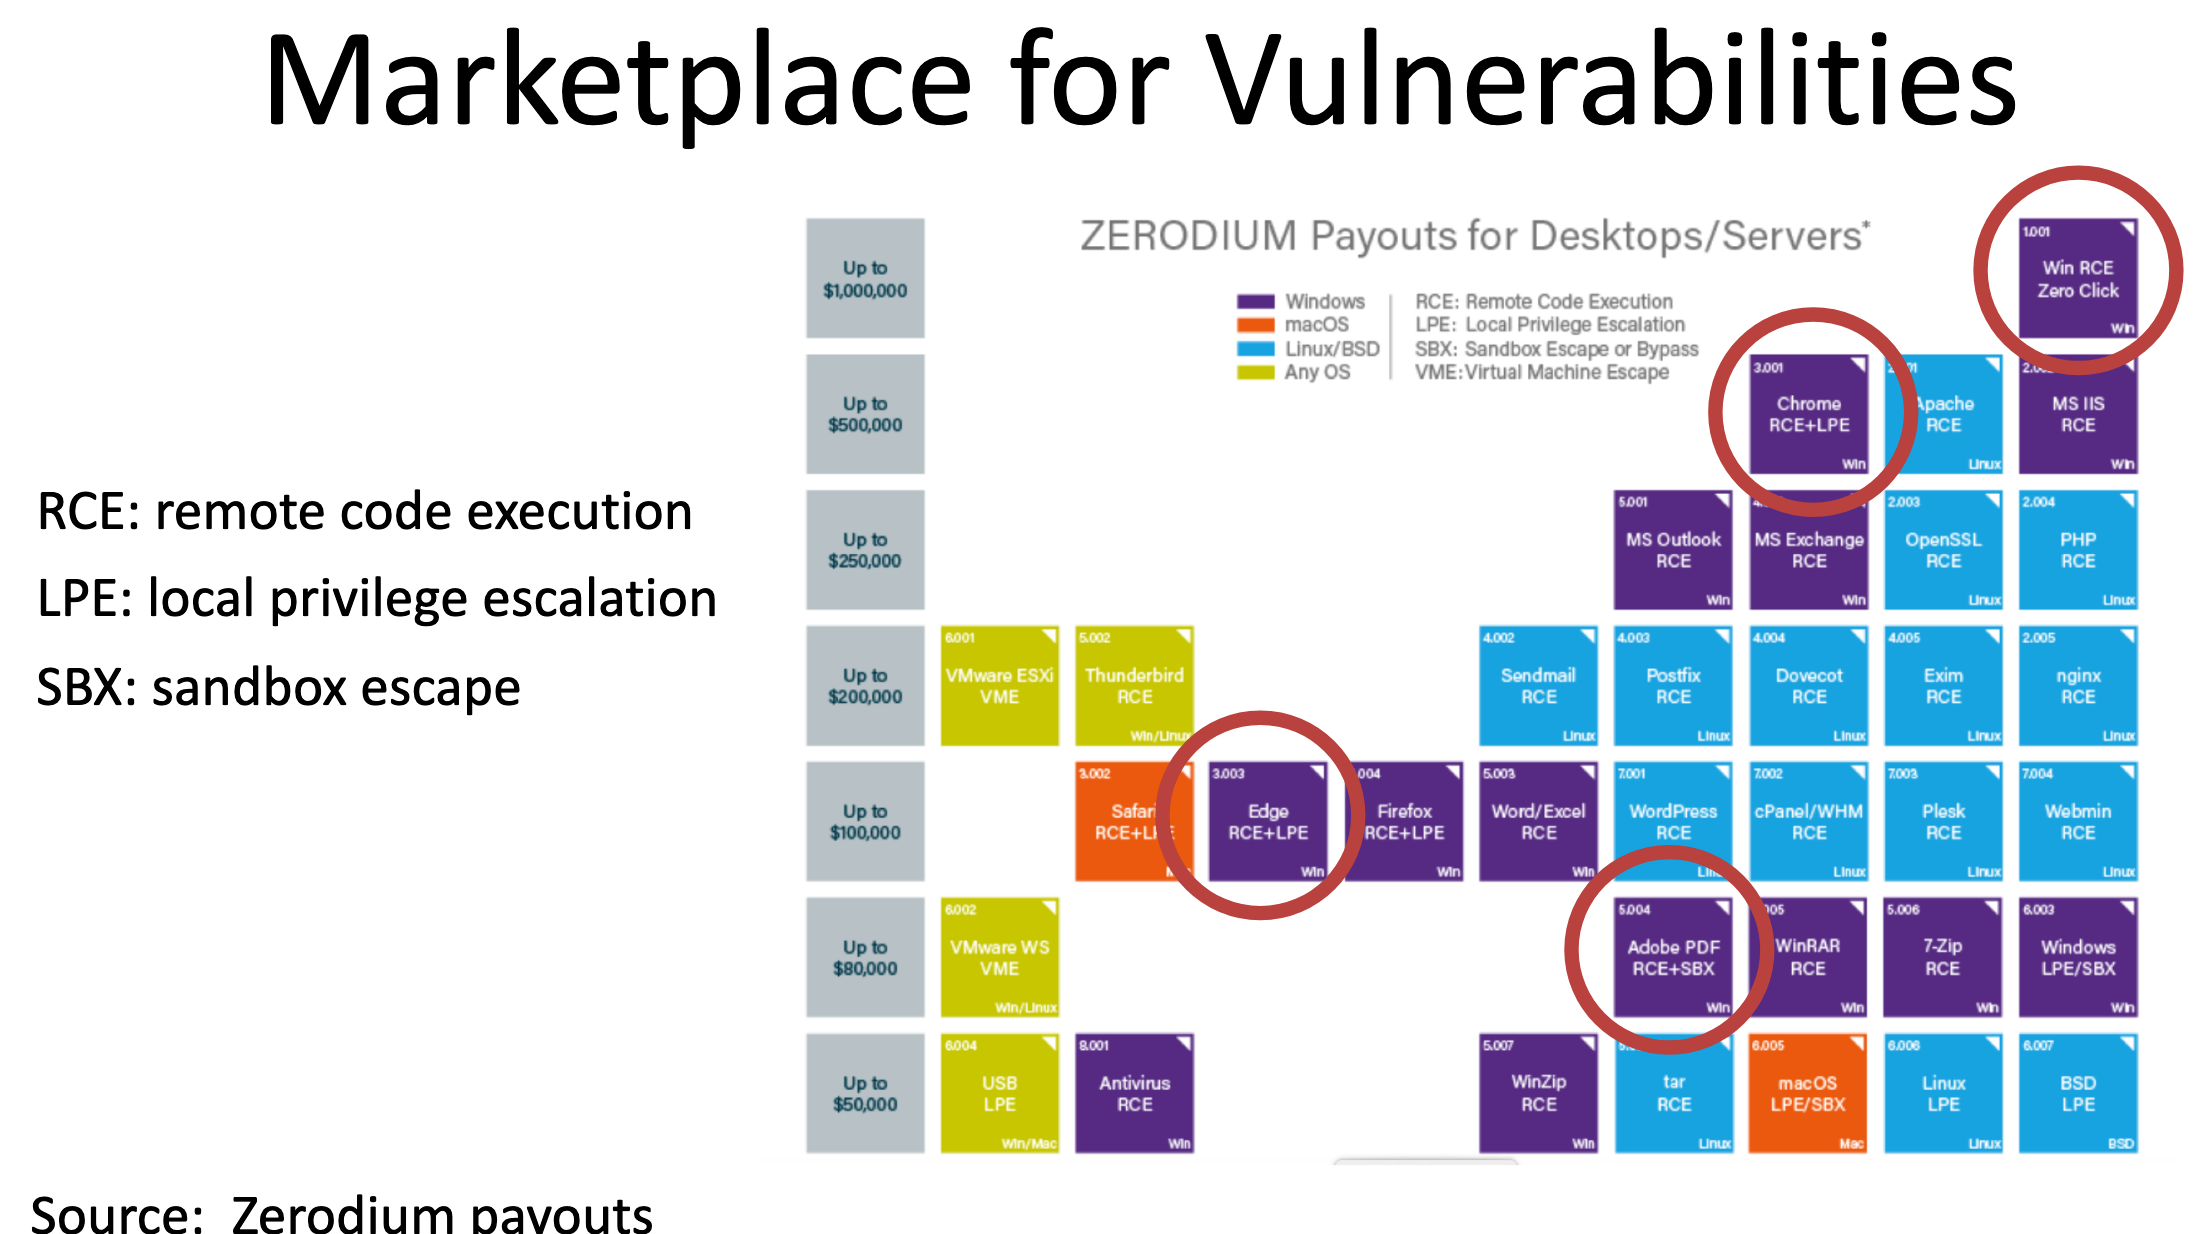 Marketplace for Vulnerabilities
ZERODIUM Payouts for Desktops/Servers*
Windows
macOS
Linux/BSD
Any OS
RCE: Remote Code Execution
LPE: Local Privilege Escalation
SBX: Sandbox Escape or Bypass
VME: Virtual Machine Escape
RCE: remote code execution
LPE: local privilege escalation
SBX: sandbox escape
Up to
$1,000,000
1.001
Win RCE
Zero Click
Win
Up to
$500,000
3.001
Chrome
RCE+LPE
Win
Apache
RCE
Linux
MS IIS
RCE
Win
Up to
$250,000
5.001
MS Outlook
RCE
Win
MS Exchange
RCE
Win
2.003
OpenSSL
RCE
Linux
2.004
PHP
RCE
Linux
Up to
$200,000
6.001
VMware ESXi
VME
5.002
Thunderbird
RCE
Win/Linux
4.002
Sendmail
RCE
Linux
4.003
Postfix
RCE
Linux
4.004
Dovecot
RCE
Linux
4.005
Exim
RCE
Linux
2.005
nginx
RCE
Linux
Up to
$100,000
3.002
Safari
RCE+LPE
3.003
Edge
RCE+LPE
Win
Firefox
RCE+LPE
Win
5.003
Word/Excel
RCE
Win
7.001
WordPress
RCE
Linux
7.002
cPanel/WHM
RCE
Linux
7.003
Plesk
RCE
Linux
7.004
Webmin
RCE
Linux
Up to
$80,000
6.002
VMware WS
VME
Win/Linux
5.004
Adobe PDF
RCE+SBX
Win
WinRAR
RCE
Win
5.006
7-Zip
RCE
Win
6.003
Windows
LPE/SBX
Win
Up to
$50,000
6.004
USB
LPE
Win/Mac
8.001
Antivirus
RCE
Win
5.007
WinZip
RCE
Win
tar
RCE
Linux
6.005
macOS
LPE/SBX
Mac
6.006
Linux
LPE
Linux
6.007
BSD
LPE
BSD
Source: Zerodium payouts